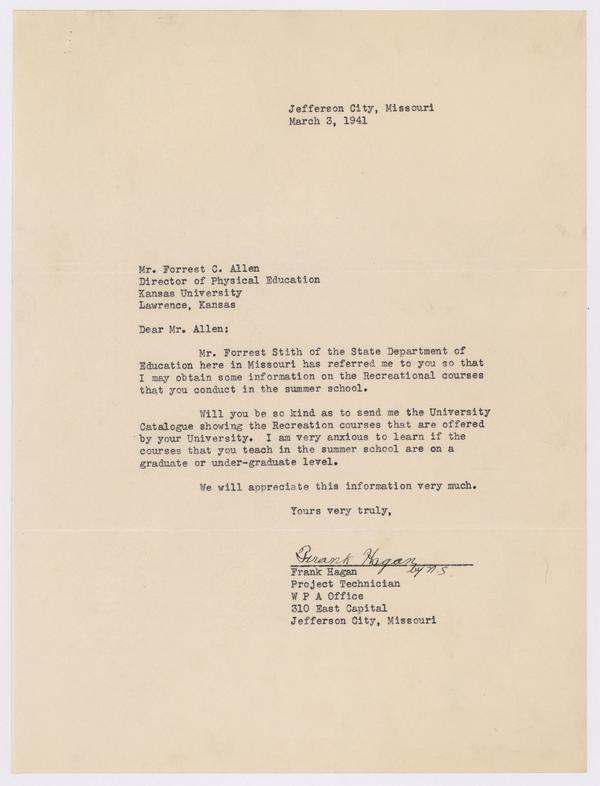 Jefferson City, Missouri
March 3, 1941
Mr. Forrest C. Allen
Director of Physical Education
Kansas University
Lawrence, Kansas
Dear Mr. Allen:
Mr. Forrest Stith of the State Department of
Education here in Missouri has referred me to you so that
I may obtain some information on the Recreational courses
that you conduct in the summer school.
Will you be so kind as to send me the University
Catalogue showing the Recreation courses that are offered
by your University. I am very anxious to learn if the
courses that you teach in the summer school are on a
graduate or under-graduate level.
We will appreciate this information very much.
Yours very truly,
Frank Hagan
by N.S.
Frank Hagan
Project Technician
W P A Office
310 East Capital
Jefferson City, Missouri